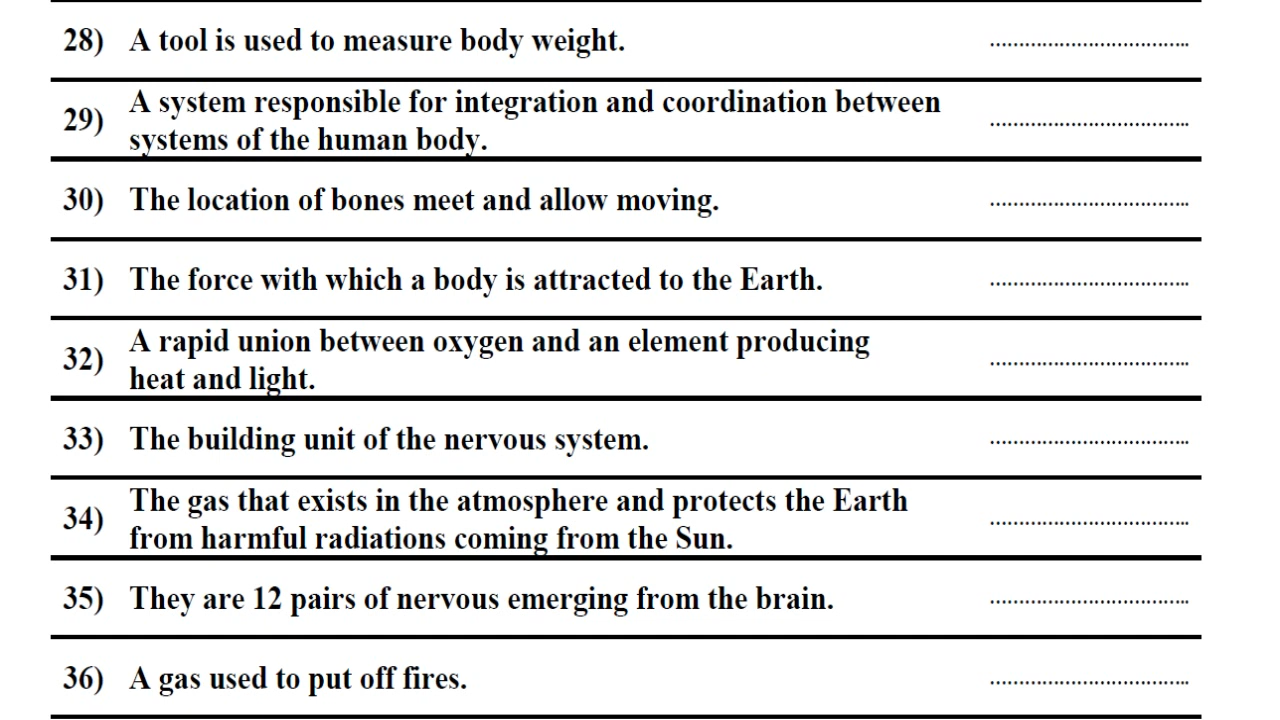 28) A tool is used to measure body weight. ........................................
29) A system responsible for integration and coordination between
systems of the human body. ........................................
30) The location of bones meet and allow moving. ........................................
31) The force with which a body is attracted to the Earth. ........................................
32) A rapid union between oxygen and an element producing
heat and light. ........................................
33) The building unit of the nervous system. ........................................
34) The gas that exists in the atmosphere and protects the Earth
from harmful radiations coming from the Sun. ........................................
35) They are 12 pairs of nervous emerging from the brain. ........................................
36) A gas used to put off fires. ........................................